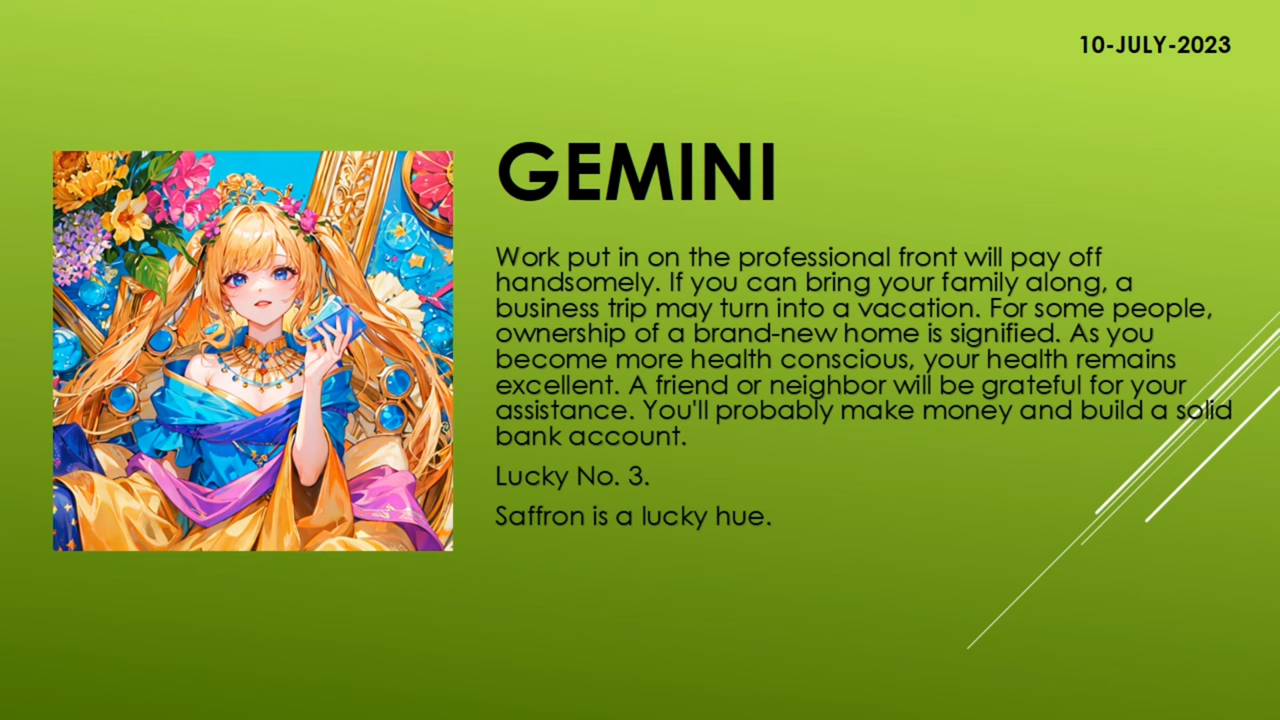 10-JULY-2023
GEMINI
Work put in on the professional front will pay off
handsomely. If you can bring your family along, a
business trip may turn into a vacation. For some people,
ownership of a brand-new home is signified. As you
become more health conscious, your health remains
excellent. A friend or neighbor will be grateful for your
assistance. You'll probably make money and build a solid
bank account.
Lucky No. 3.
Saffron is a lucky hue.